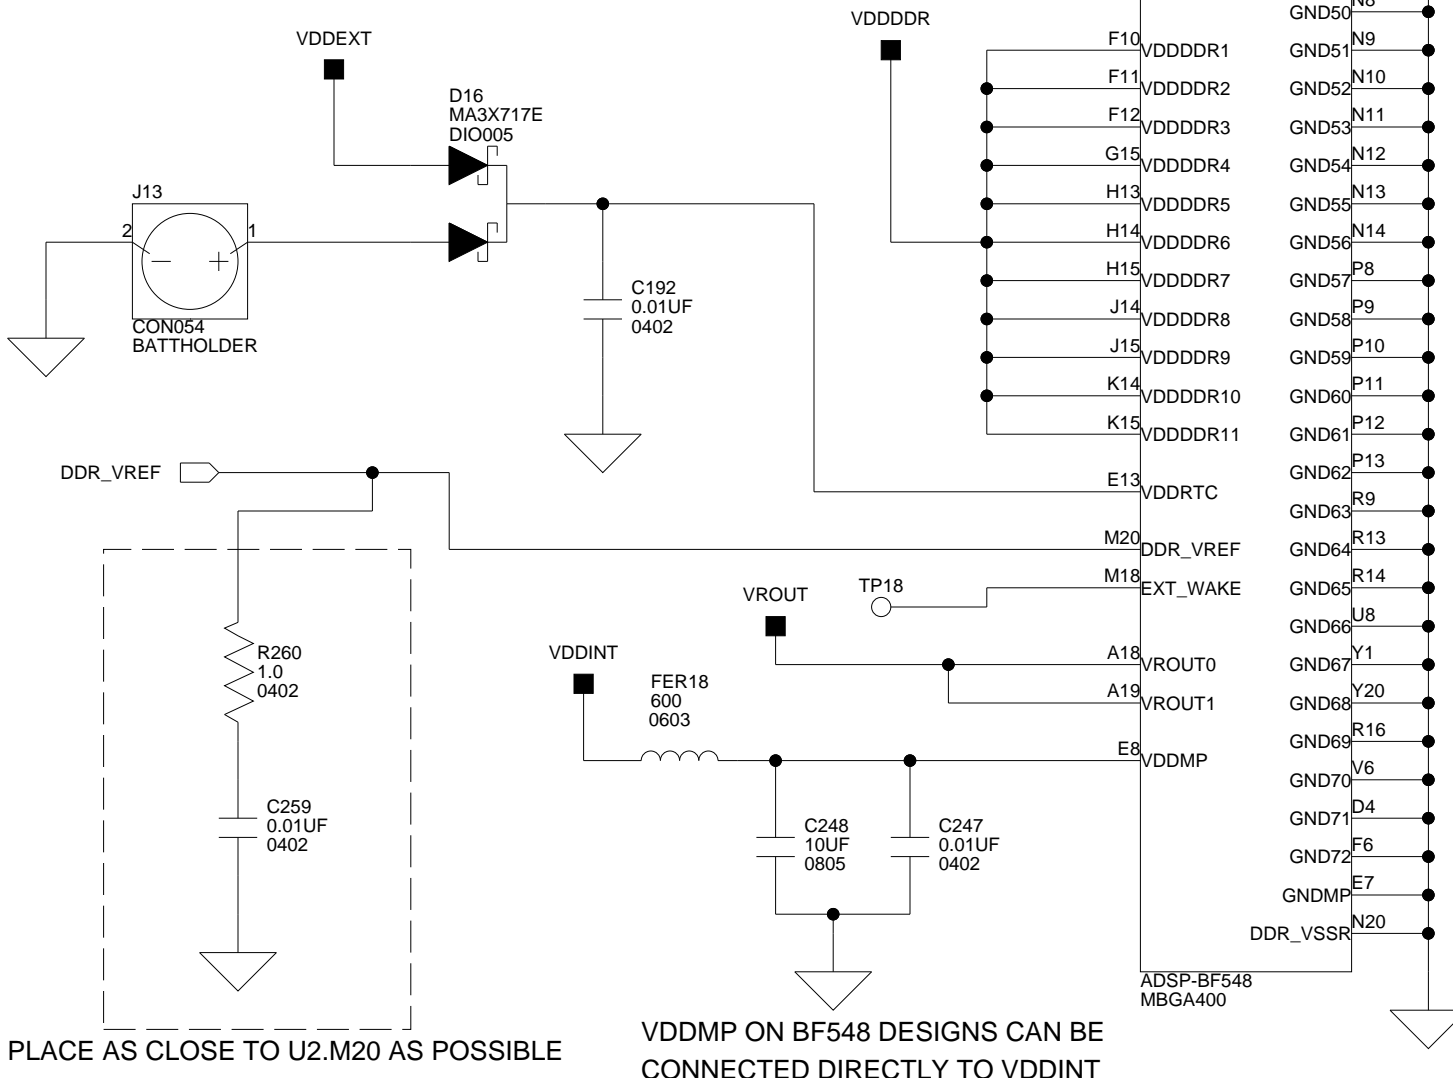 VDDEXT
D16
MA3X717E
DIO005
J13
2
1
CON054
BATTHOLDER
C192
0.01UF
0402
VDDDDR
F10
VDDDDR1
F11
VDDDDR2
F12
VDDDDR3
G15
VDDDDR4
H13
VDDDDR5
H14
VDDDDR6
H15
VDDDDR7
J14
VDDDDR8
J15
VDDDDR9
K14
VDDDDR10
K15
VDDDDR11
E13
VDDRTC
M20
DDR_VREF
M18
EXT_WAKE
A18
VROUT0
A19
VROUT1
E8
VDDMP
N8
GND50
N9
GND51
N10
GND52
N11
GND53
N12
GND54
N13
GND55
N14
GND56
P8
GND57
P9
GND58
P10
GND59
P11
GND60
P12
GND61
P13
GND62
R9
GND63
R13
GND64
R14
GND65
U8
GND66
Y1
GND67
Y20
GND68
R16
GND69
V6
GND70
D4
GND71
F6
GND72
E7
GNDMP
N20
DDR_VSSR
ADSP-BF548
MBGA400
DDR_VREF
R260
1.0
0402
C259
0.01UF
0402
PLACE AS CLOSE TO U2.M20 AS POSSIBLE
TP18
VROUT
VDDINT
FER18
600
0603
C248
10UF
0805
C247
0.01UF
0402
VDDMP ON BF548 DESIGNS CAN BE
CONNECTED DIRECTLY TO VDDINT